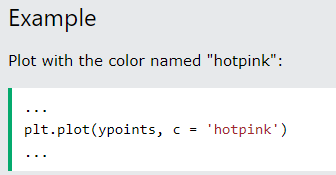 Example
Plot with the color named "hotpink":
...
plt.plot(ypoints, c = 'hotpink')
...